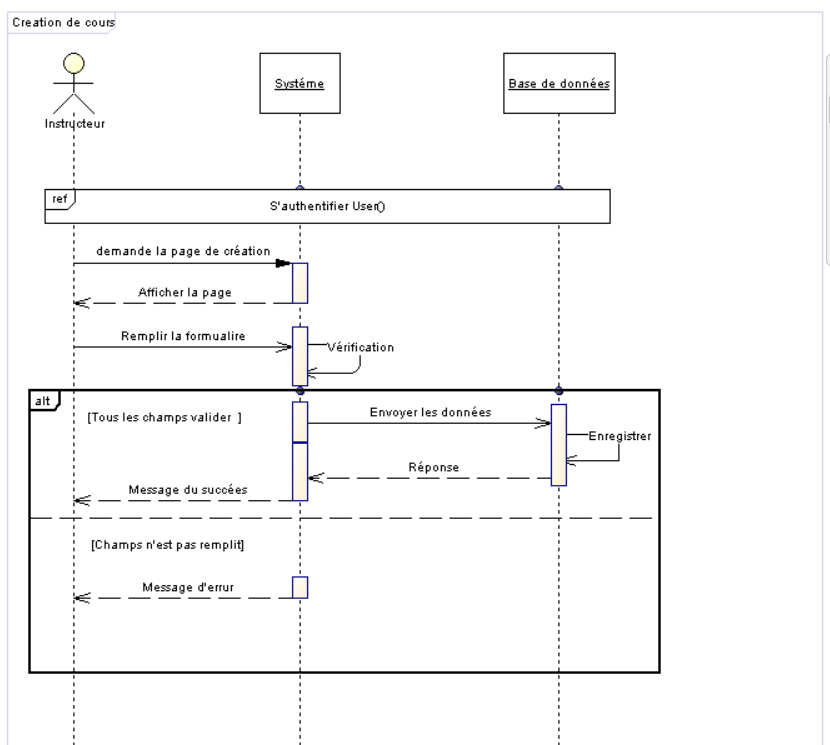 Creation de cours
Systéme
Base de données
Instructeur
ref
S'authentifier User()
demande la page de création
Afficher la page
Remplir la formualire
Vérification
alt
[Tous les champs valider ]
Envoyer les données
Enregistrer
Réponse
Message du succées
[Champs n'est pas remplit]
Message d'errur